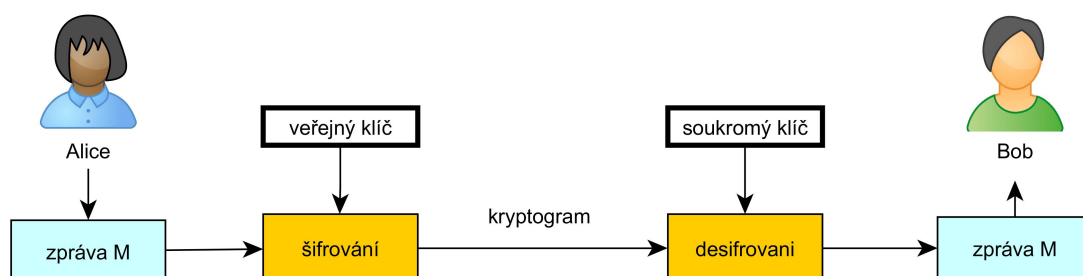 Alice
Bob
veřejný klíč
soukromý klíč
zpráva M
šifrování
kryptogram
desifrovani
zpráva M